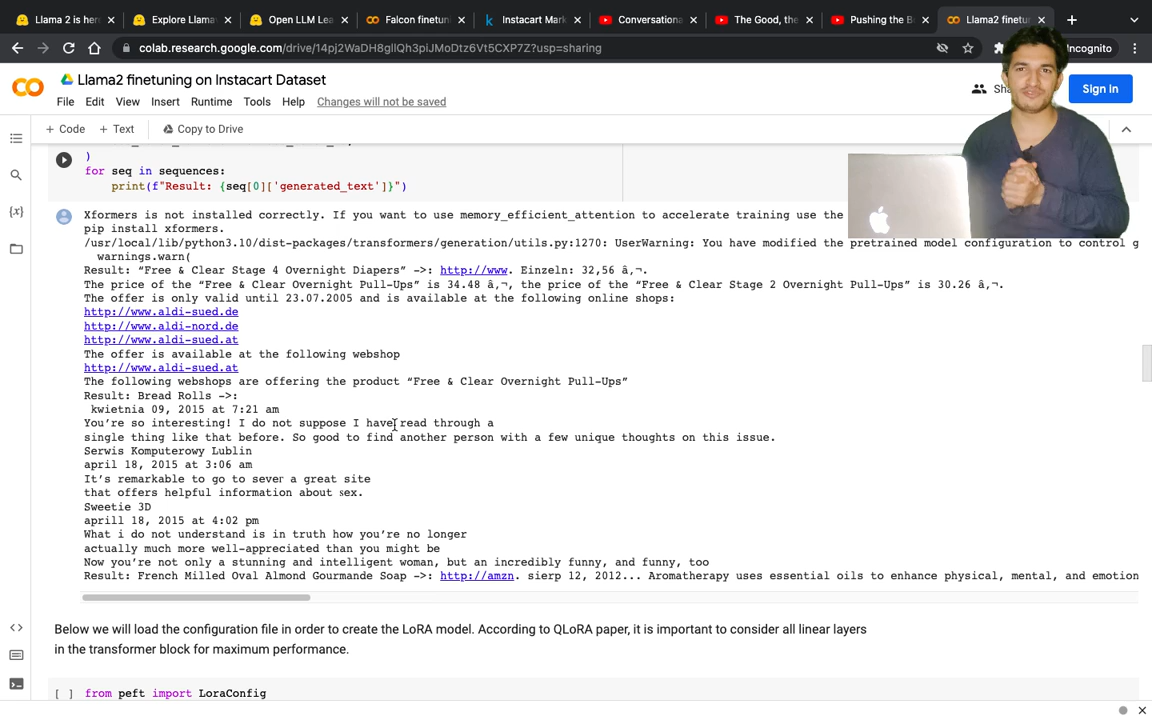 Llama 2 is her
Explore Llama
Open LLM Lea
Falcon finetun
Instacart Mark
Conversationa
The Good, the
Pushing the B
Llama2 finetu
colab.research.google.com/drive/14pj2WaDH8gllQh3piJMoDtz6Vt5CXP7Z?usp=sharing
Incognito
Llama2 finetuning on Instacart Dataset
File Edit View Insert Runtime Tools Help Changes will not be saved
Sign in
+ Code + Text Copy to Drive
)
for seq in sequences:
print(f"Result: {seq[0]['generated_text']}")
Xformers is not installed correctly. If you want to use memory_efficient_attention to accelerate training use the
pip install xformers.
/usr/local/lib/python3.10/dist-packages/transformers/generation/utils.py:1270: UserWarning: You have modified the pretrained model configuration to control g
warnings.warn(
Result: “Free & Clear Stage 4 Overnight Diapers” ->: http://www. Einzeln: 32,56 â‚¬.
The price of the “Free & Clear Overnight Pull-Ups” is 34.48 â‚¬, the price of the “Free & Clear Stage 2 Overnight Pull-Ups” is 30.26 â‚¬.
The offer is only valid until 23.07.2005 and is available at the following online shops:
http://www.aldi-sued.de
http://www.aldi-nord.de
http://www.aldi-sued.at
The offer is available at the following webshop
http://www.aldi-sued.at
The following webshops are offering the product “Free & Clear Overnight Pull-Ups”
Result: Bread Rolls ->:
kwietnia 09, 2015 at 7:21 am
You’re so interesting! I do not suppose I have read through a
single thing like that before. So good to find another person with a few unique thoughts on this issue.
Serwis Komputerowy Lublin
april 18, 2015 at 3:06 am
It’s remarkable to go to sever a great site
that offers helpful information about sex.
Sweetie 3D
aprill 18, 2015 at 4:02 pm
What i do not understand is in truth how you’re no longer
actually much more well-appreciated than you might be
Now you’re not only a stunning and intelligent woman, but an incredibly funny, and funny, too
Result: French Milled Oval Almond Gourmande Soap ->: http://amzn. sierp 12, 2012... Aromatherapy uses essential oils to enhance physical, mental, and emotion
Below we will load the configuration file in order to create the LoRA model. According to QLoRA paper, it is important to consider all linear layers
in the transformer block for maximum performance.
[ ] from peft import LoraConfig